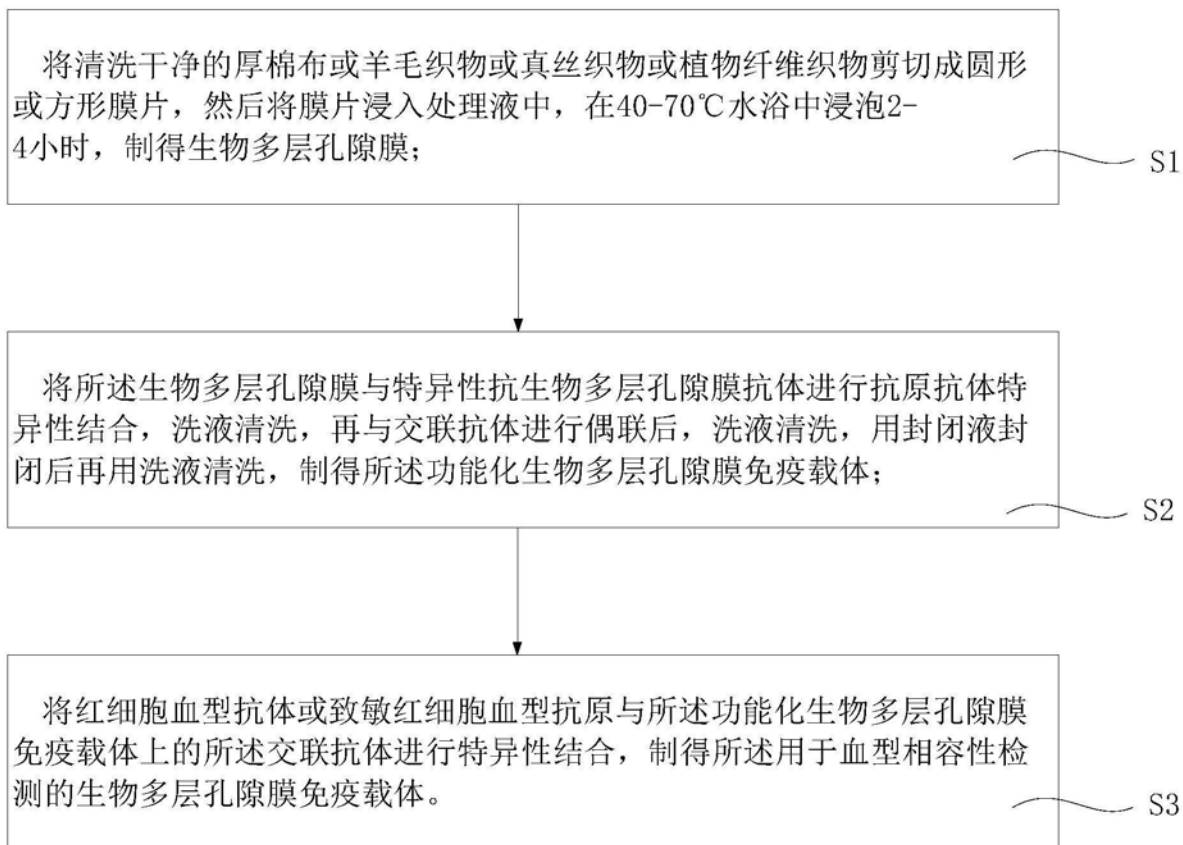 将清洗干净的厚棉布或羊毛织物或真丝织物或植物纤维织物剪切成圆形
或方形膜片，然后将膜片浸入处理液中，在40-70℃水浴中浸泡2-
4小时，制得生物多层孔隙膜；
S1
将所述生物多层孔隙膜与特异性抗生物多层孔隙膜抗体进行抗原抗体特
异性结合，洗液清洗，再与交联抗体进行偶联后，洗液清洗，用封闭液封
闭后再用洗液清洗，制得所述功能化生物多层孔隙膜免疫载体；
S2
将红细胞血型抗体或致敏红细胞血型抗原与所述功能化生物多层孔隙膜
免疫载体上的所述交联抗体进行特异性结合，制得所述用于血型相容性检
测的生物多层孔隙膜免疫载体。
S3